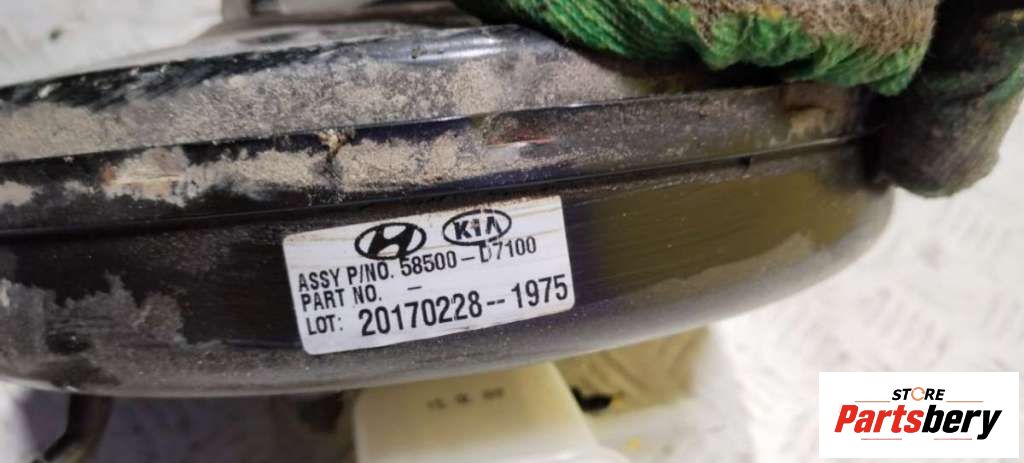 KIA
ASSY P/NO. 58500-D7100
PART NO. -
LOT: 20170228--1975
STORE
Partsbery